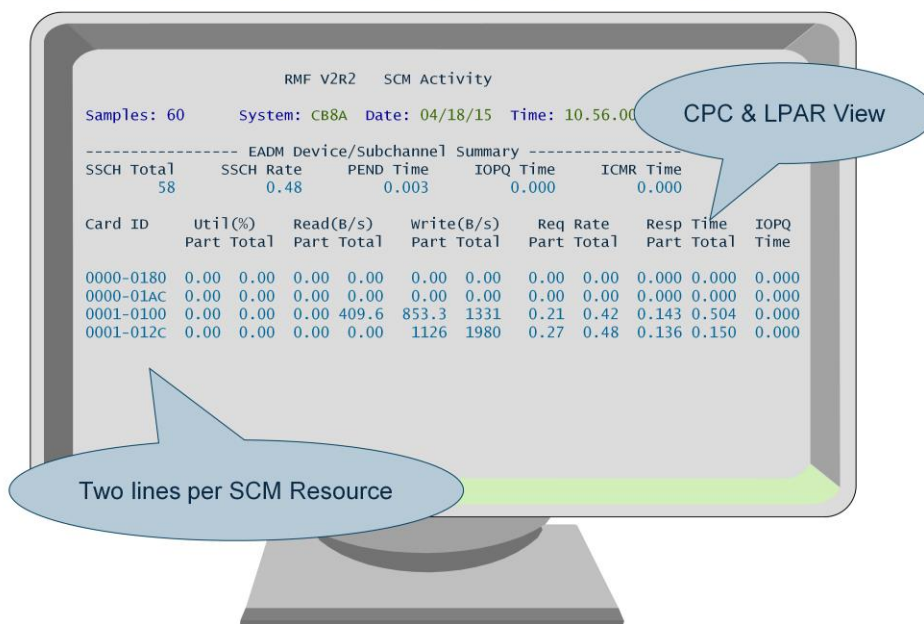 RMF V2R2 SCM Activity
Samples: 60 System: CB8A Date: 04/18/15 Time: 10.56.00
CPC & LPAR View
----------------- EADM Device/Subchannel Summary -----------------
SSCH Total SSCH Rate PEND Time IOPQ Time ICMR Time
58 0.48 0.003 0.000 0.000
Card ID Util(%) Read(B/s) Write(B/s) Req Rate Resp Time IOPQ
Part Total Part Total Part Total Part Total Part Total Time
0000-0180 0.00 0.00 0.00 0.00 0.00 0.00 0.00 0.00 0.000 0.000 0.000
0000-01AC 0.00 0.00 0.00 0.00 0.00 0.00 0.00 0.00 0.000 0.000 0.000
0001-0100 0.00 0.00 0.00 409.6 853.3 1331 0.21 0.42 0.143 0.504 0.000
0001-012C 0.00 0.00 0.00 0.00 1126 1980 0.27 0.48 0.136 0.150 0.000
Two lines per SCM Resource